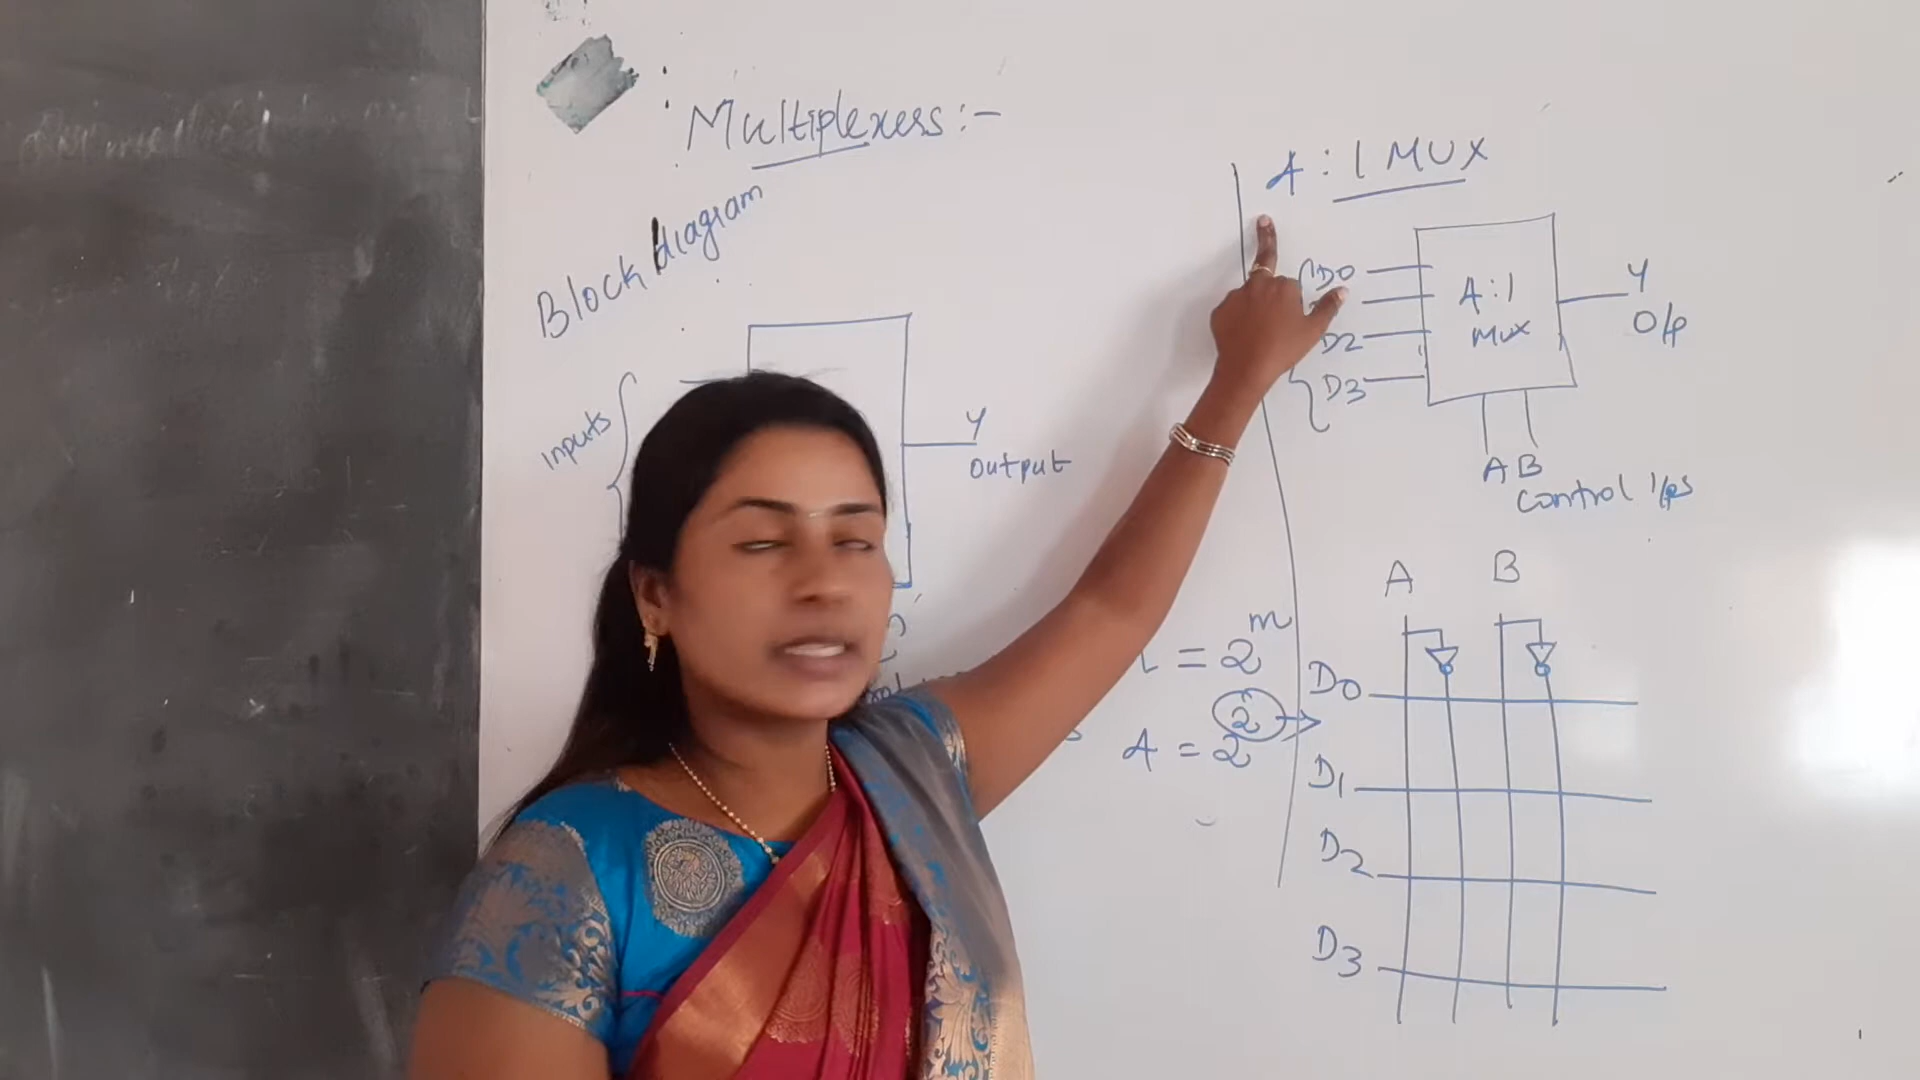 Multiplexers :-
Block diagram
inputs
Y
output
= 2^m
4 = 2^2 →
4 : 1 MUX
D0
D2
D3
4:1
MUX
Y
O/p
A B
Control i/ps
A B
D0
D1
D2
D3